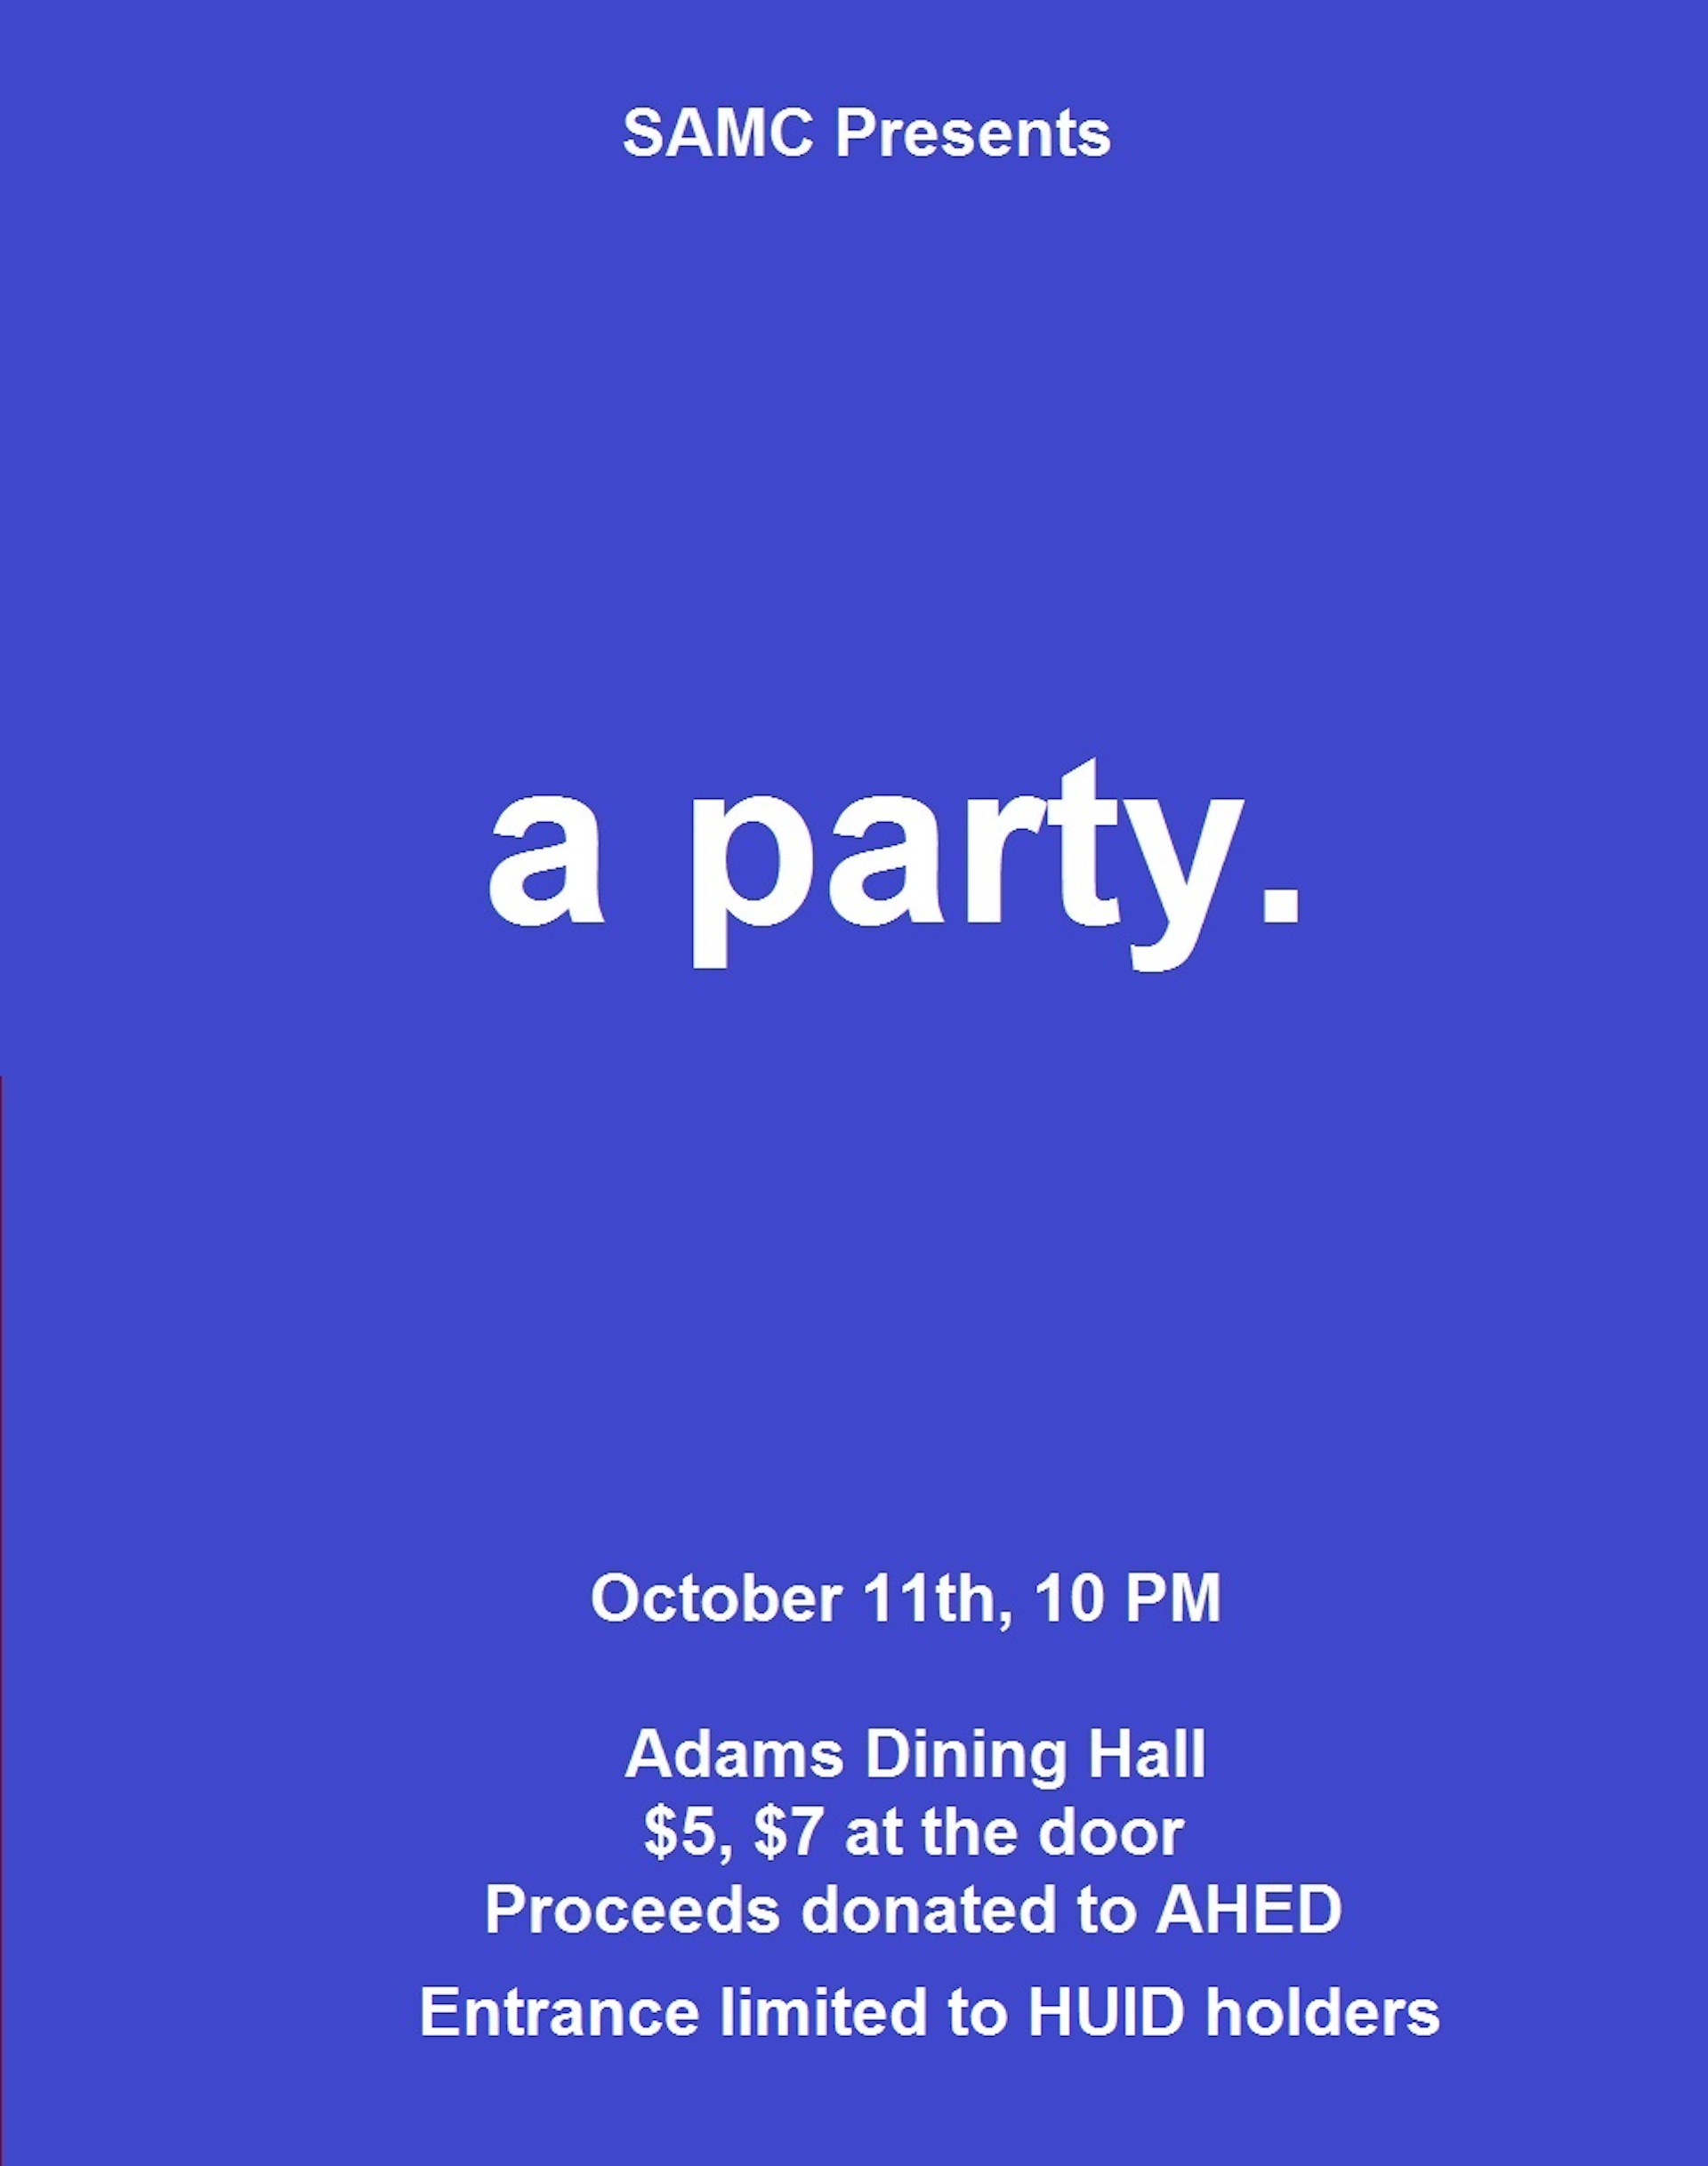 SAMC Presents
a party.
October 11th, 10 PM
Adams Dining Hall
$5, $7 at the door
Proceeds donated to AHED
Entrance limited to HUID holders